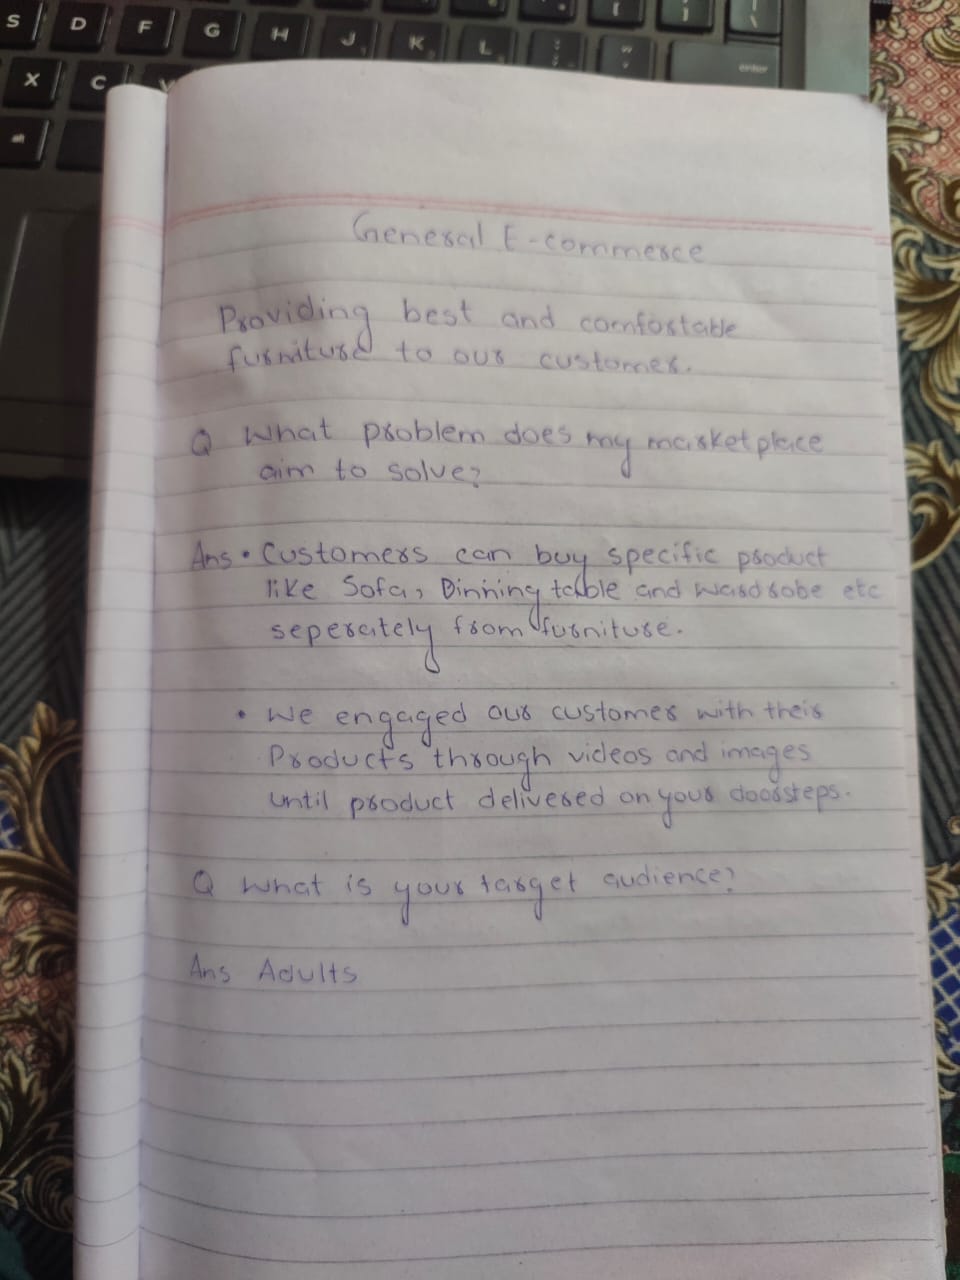 S D F G H J K L
X C
alt
enter
General E-commerce
Providing best and comfortable
furniture to our customer.
Q What problem does my marketplace
aim to solve?
Ans • Customers can buy specific product
like Sofa, Dinning table and wardrobe etc
seperately from furniture.
• We engaged our customer with their
Products through videos and images
until product delivered on your doorsteps.
Q What is your target audience?
Ans Adults